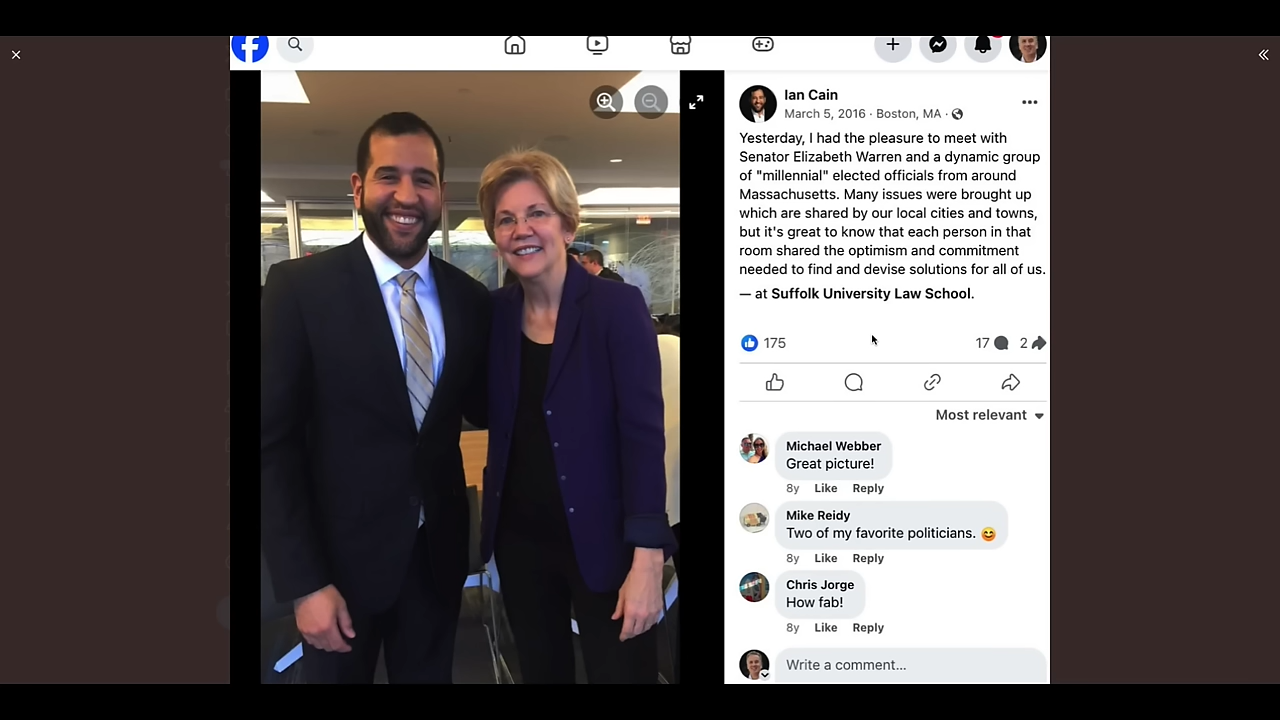 Ian Cain
March 5, 2016 · Boston, MA ·
Yesterday, I had the pleasure to meet with
Senator Elizabeth Warren and a dynamic group
of "millennial" elected officials from around
Massachusetts. Many issues were brought up
which are shared by our local cities and towns,
but it's great to know that each person in that
room shared the optimism and commitment
needed to find and devise solutions for all of us.
— at Suffolk University Law School.
175
17
2
Most relevant
Michael Webber
Great picture!
8y Like Reply
Mike Reidy
Two of my favorite politicians. 😊
8y Like Reply
Chris Jorge
How fab!
8y Like Reply
Write a comment...